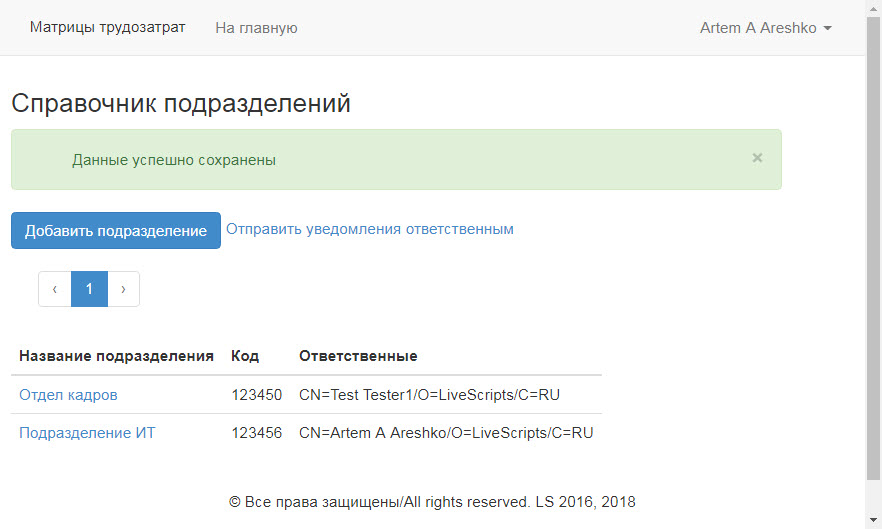 Матрицы трудозатрат На главную Artem A Areshko
Справочник подразделений
Данные успешно сохранены ×
Добавить подразделение Отправить уведомления ответственным
‹ 1 ›
Название подразделения Код Ответственные
Отдел кадров 123450 CN=Test Tester1/O=LiveScripts/C=RU
Подразделение ИТ 123456 CN=Artem A Areshko/O=LiveScripts/C=RU
© Все права защищены/All rights reserved. LS 2016, 2018